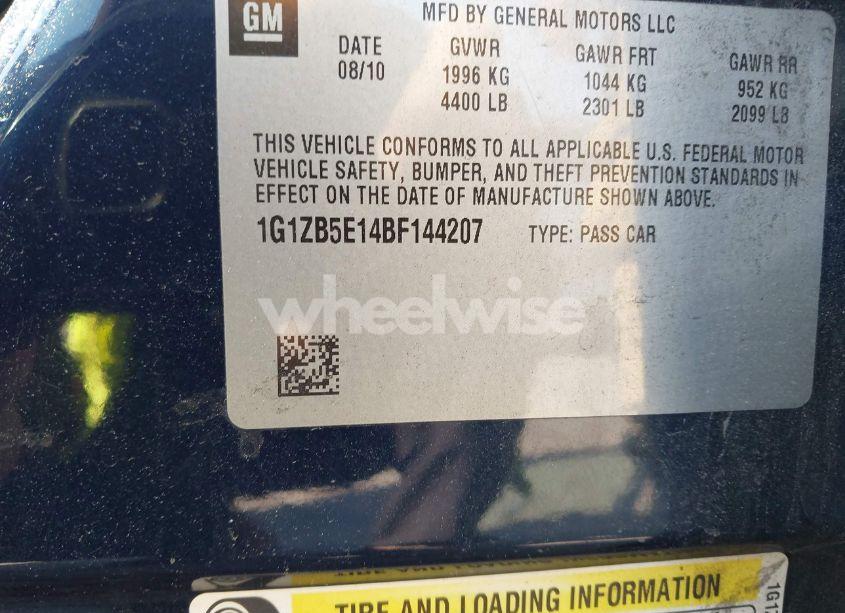 GM
MFD BY GENERAL MOTORS LLC
DATE GVWR GAWR FRT GAWR RR
08/10 1996 KG 1044 KG 952 KG
4400 LB 2301 LB 2099 LB
THIS VEHICLE CONFORMS TO ALL APPLICABLE U.S. FEDERAL MOTOR
VEHICLE SAFETY, BUMPER, AND THEFT PREVENTION STANDARDS IN
EFFECT ON THE DATE OF MANUFACTURE SHOWN ABOVE.
1G1ZB5E14BF144207 TYPE: PASS CAR
wheelwise
TIRE AND LOADING INFORMATION